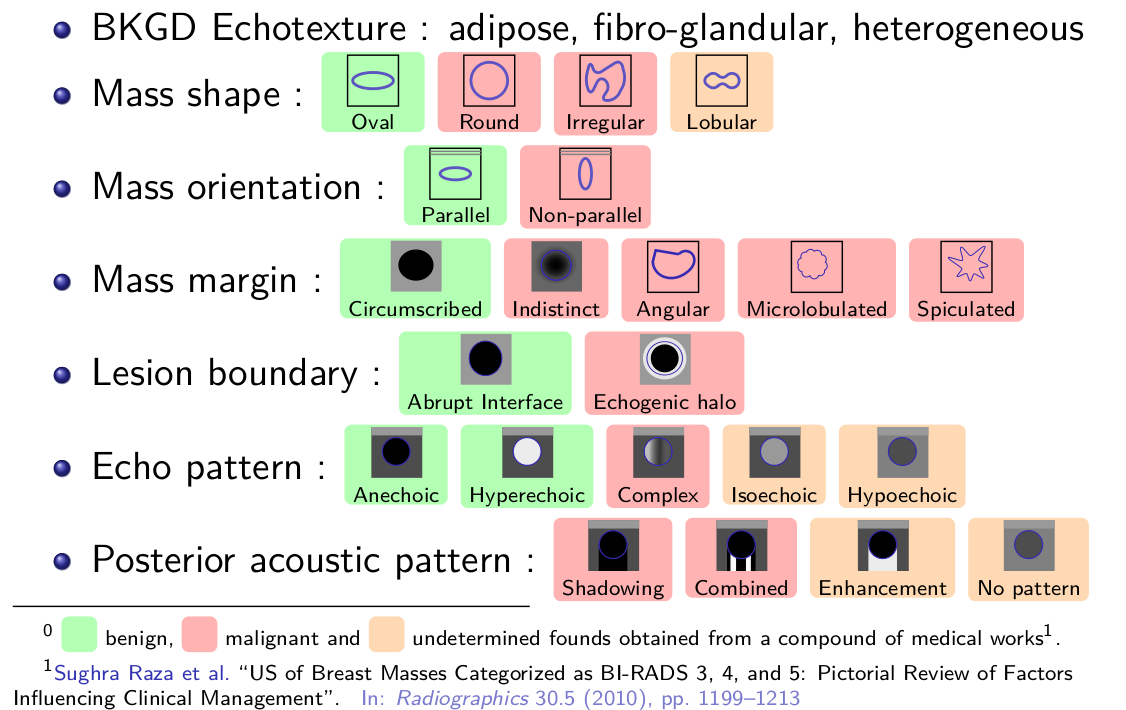 BKGD Echotexture : adipose, fibro-glandular, heterogeneous
Mass shape :
Oval Round Irregular Lobular
Mass orientation :
Parallel Non-parallel
Mass margin :
Circumscribed Indistinct Angular Microlobulated Spiculated
Lesion boundary :
Abrupt Interface Echogenic halo
Echo pattern :
Anechoic Hyperechoic Complex Isoechoic Hypoechoic
Posterior acoustic pattern :
Shadowing Combined Enhancement No pattern
0 benign, malignant and undetermined founds obtained from a compound of medical works1.
1Sughra Raza et al. “US of Breast Masses Categorized as BI-RADS 3, 4, and 5: Pictorial Review of Factors
Influencing Clinical Management”. In: Radiographics 30.5 (2010), pp. 1199–1213